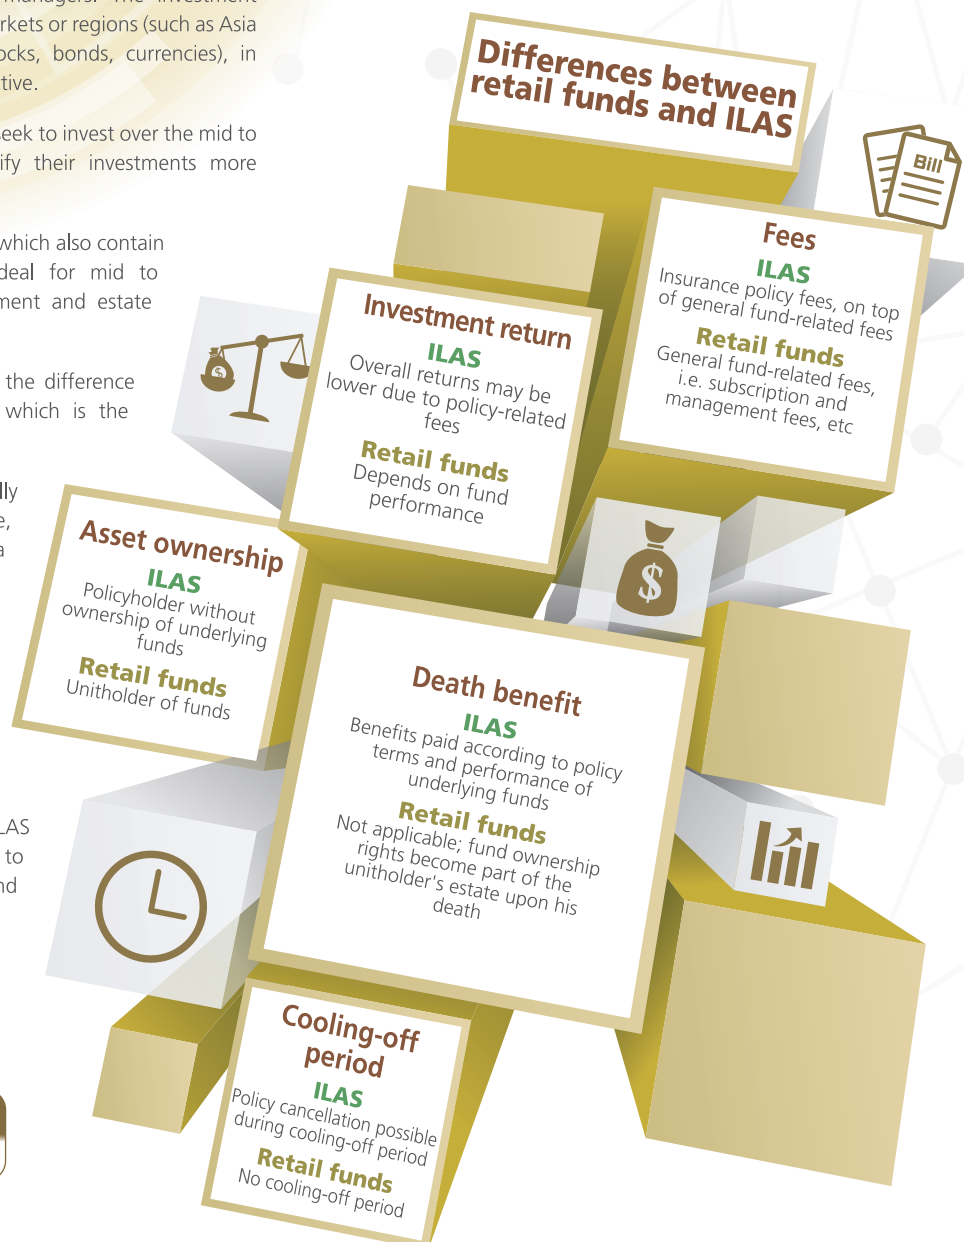 managers. The investment
rkets or regions (such as Asia
ocks, bonds, currencies), in
tive.
seek to invest over the mid to
ify their investments more
which also contain
deal for mid to
ment and estate
the difference
which is the
lly
e,
a
LAS
to
nd
Differences between
retail funds and ILAS
Bill
Fees
ILAS
Insurance policy fees, on top
of general fund-related fees
Retail funds
General fund-related fees,
i.e. subscription and
management fees, etc
Investment return
ILAS
Overall returns may be
lower due to policy-related
fees
Retail funds
Depends on fund
performance
$
Asset ownership
ILAS
Policyholder without
ownership of underlying
funds
Retail funds
Unitholder of funds
$
Death benefit
ILAS
Benefits paid according to policy
terms and performance of
underlying funds
Retail funds
Not applicable; fund ownership
rights become part of the
unitholder's estate upon his
death
Cooling-off
period
ILAS
Policy cancellation possible
during cooling-off period
Retail funds
No cooling-off period